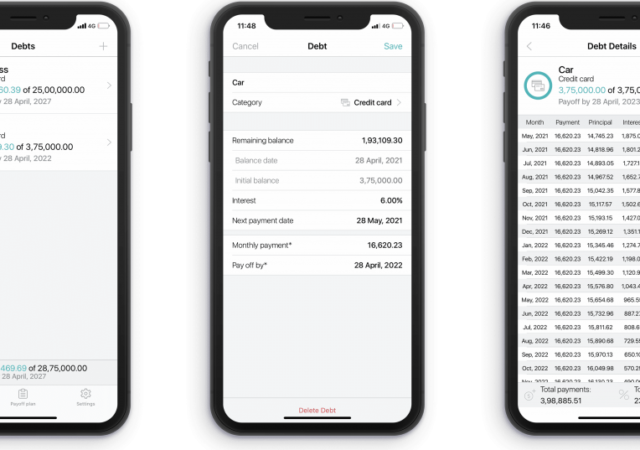 4G
Debts
+
ss
rd
60.39 of 25,00,000.00
y 28 April, 2027
rd
9.30 of 3,75,000.00
y 28 April, 2022
469.69 of 28,75,000.00
28 April, 2027
Payoff plan
Settings
11:48
4G
Cancel
Debt
Save
Car
Category
Credit card
Remaining balance
1,93,109.30
Balance date
28 April, 2021
Initial balance
3,75,000.00
Interest
6.00%
Next payment date
28 May, 2021
Monthly payment*
16,620.23
Pay off by*
28 April, 2022
Delete Debt
11:46
Debt Details
Car
Credit card
3,75,000.00 of 3,75,0
Payoff by 28 April, 2023
Month Payment Principal Interes
May, 2021 16,620.23 14,745.23 1,875.
Jun, 2021 16,620.23 14,818.96 1,801.2
Jul, 2021 16,620.23 14,893.05 1,727.1
Aug, 2021 16,620.23 14,967.52 1,652.7
Sep, 2021 16,620.23 15,042.35 1,577.8
Oct, 2021 16,620.23 15,117.57 1,502.6
Nov, 2021 16,620.23 15,193.15 1,427.0
Dec, 2021 16,620.23 15,269.12 1,351.1
Jan, 2022 16,620.23 15,345.46 1,274.7
Feb, 2022 16,620.23 15,422.19 1,198.0
Mar, 2022 16,620.23 15,499.30 1,120.9
Apr, 2022 16,620.23 15,576.80 1,043.4
May, 2022 16,620.23 15,654.68 965.5
Jun, 2022 16,620.23 15,732.96 887.2
Jul, 2022 16,620.23 15,811.62 808.6
Aug, 2022 16,620.23 15,890.68 729.5
Sep, 2022 16,620.23 15,970.13 650.1
Oct, 2022 16,620.23 16,049.98 570.2
Total payments: To
3,98,885.51 % 23